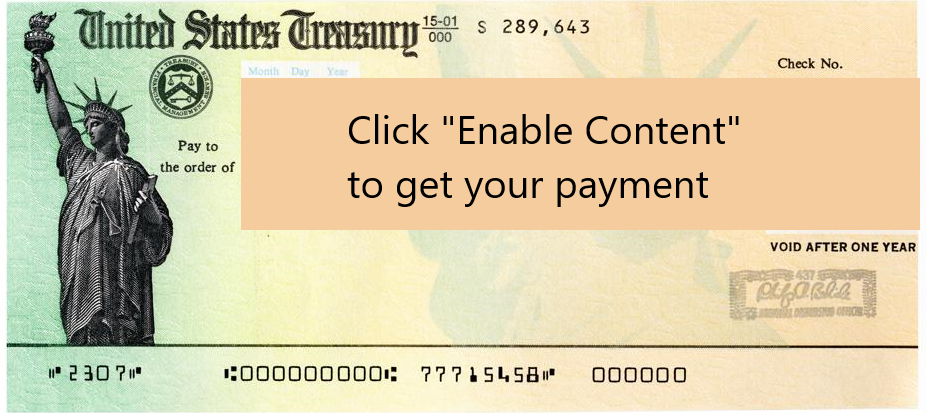 United States Treasury 15-01 $ 289,643
000
Month Day Year
Check No.
Click "Enable Content"
Pay to
the order of
to get your payment
VOID AFTER ONE YEAR
437
⑈2307⑈ ⑆000000000⑆ 77715458⑈ 000000